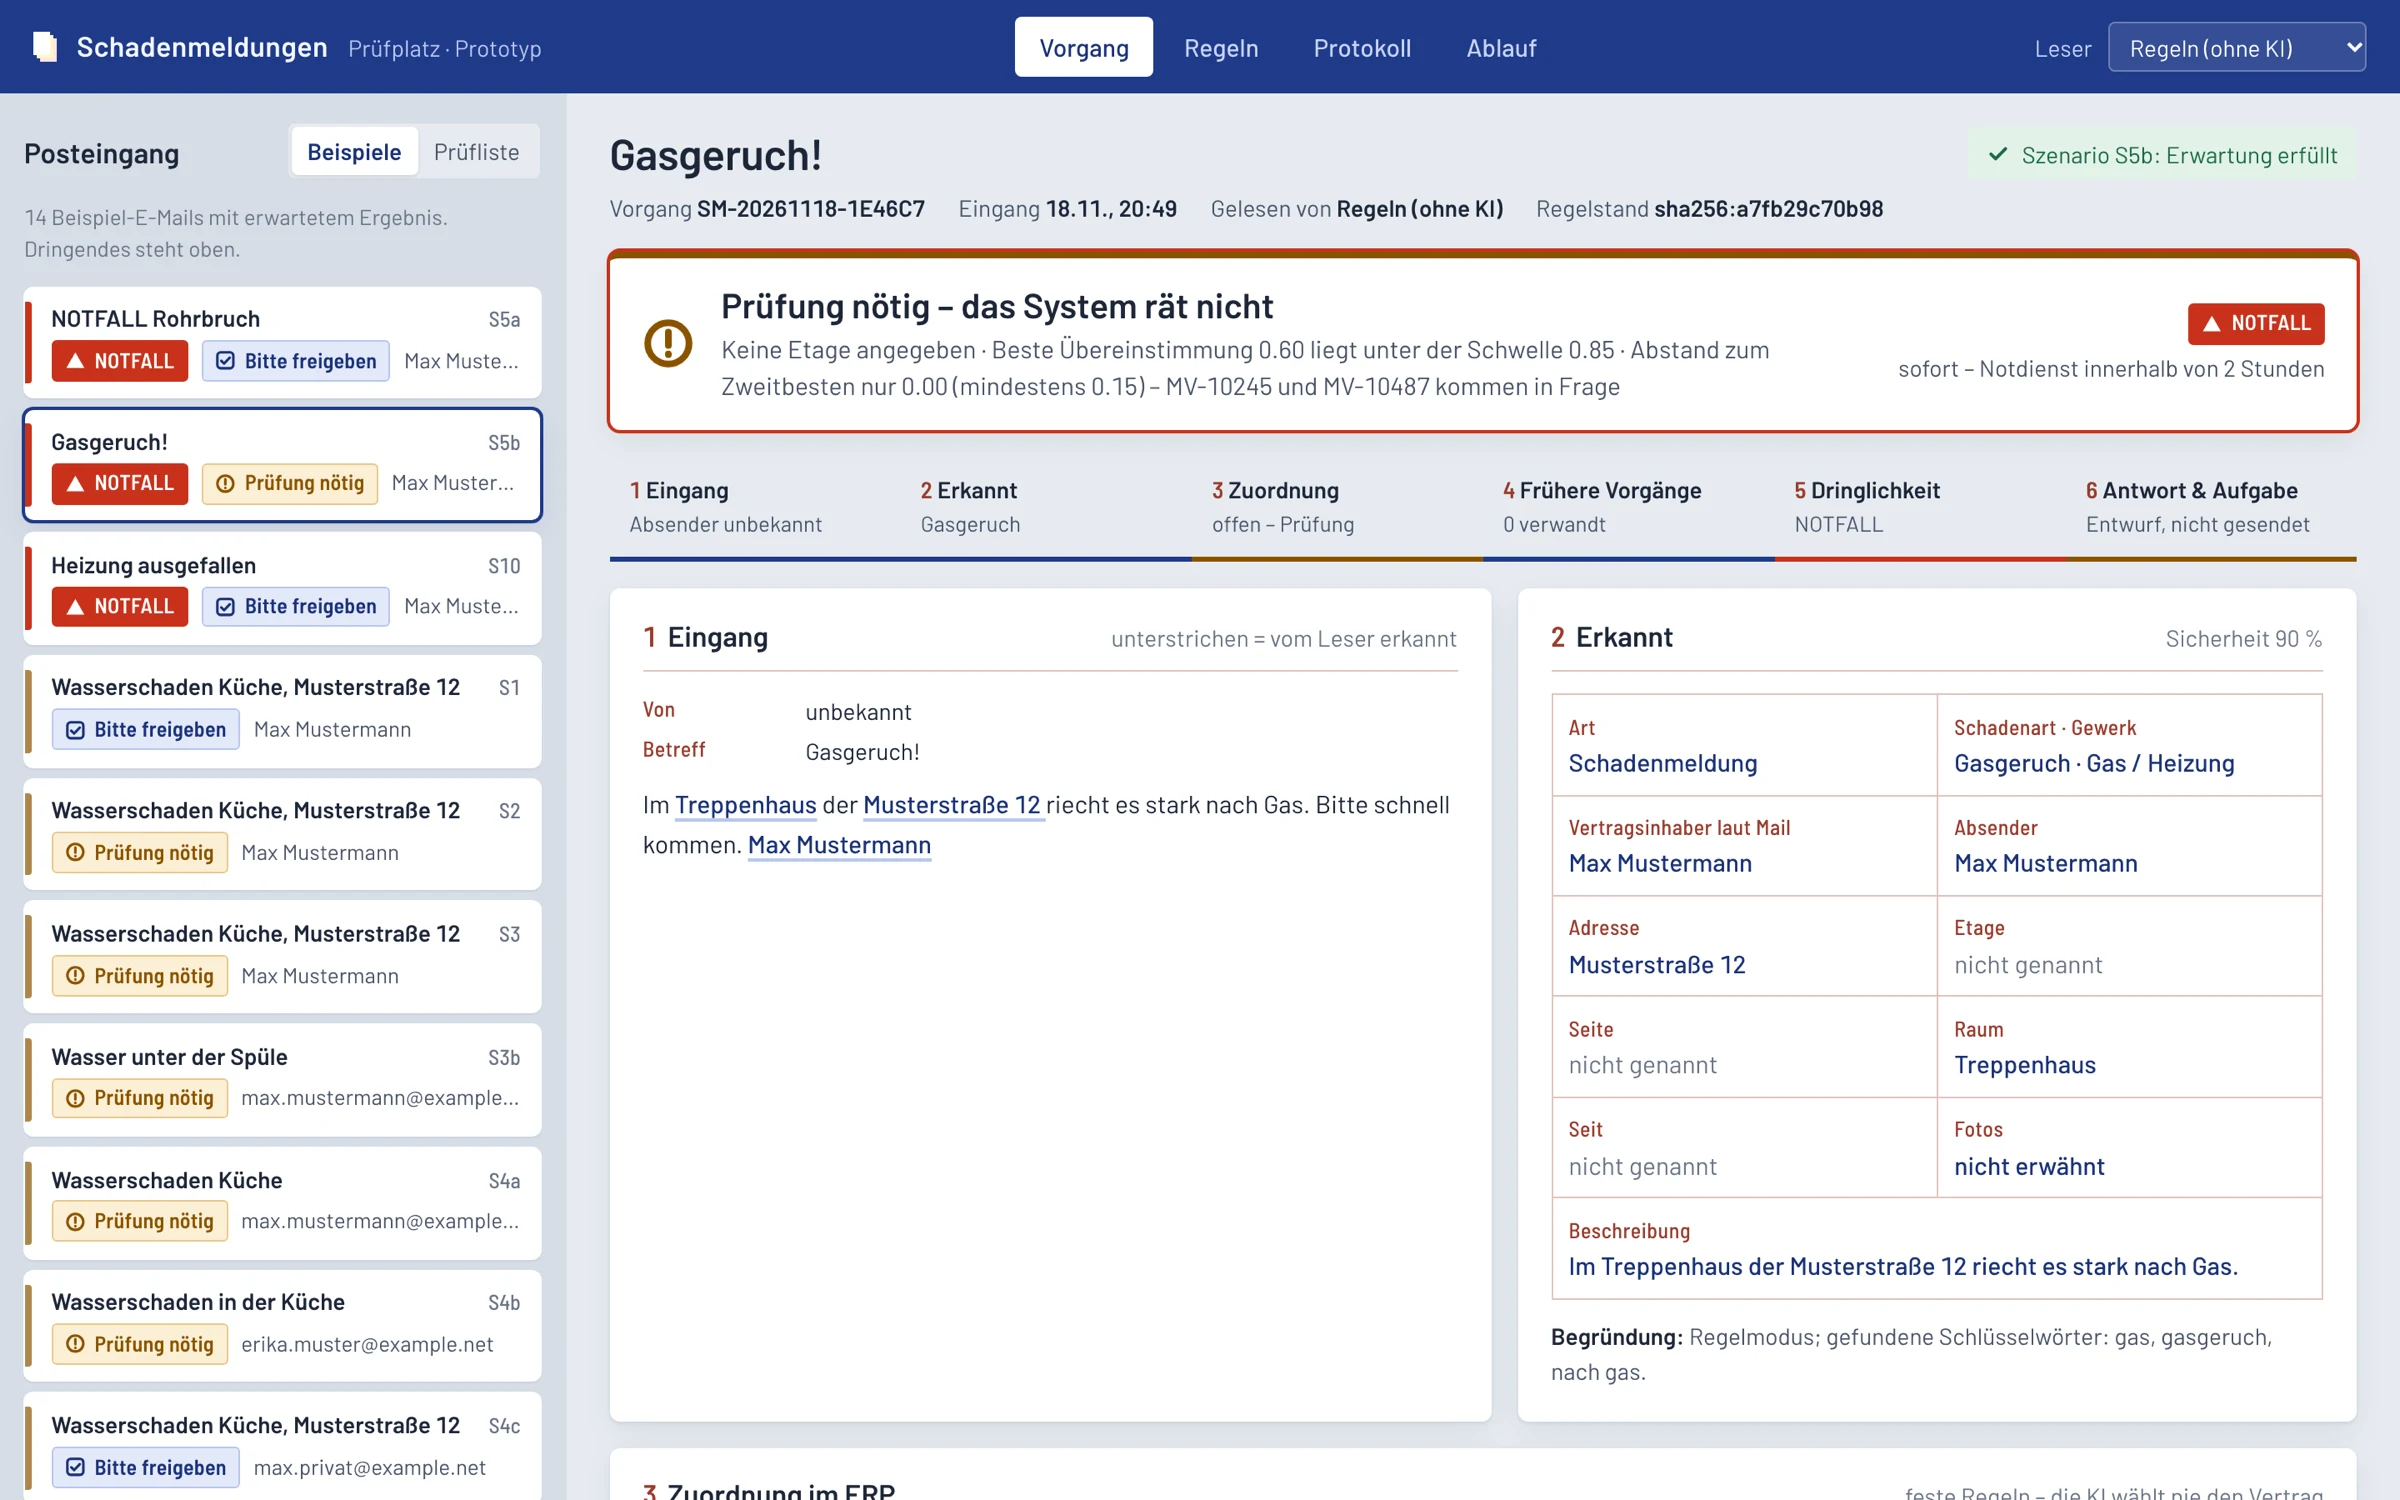 Schadenmeldungen Prüfplatz · Prototyp
Vorgang Regeln Protokoll Ablauf
Leser Regeln (ohne KI)
Posteingang
Beispiele Prüfliste
14 Beispiel-E-Mails mit erwartetem Ergebnis.
Dringendes steht oben.
NOTFALL Rohrbruch S5a
NOTFALL Bitte freigeben Max Muste...
Gasgeruch! S5b
NOTFALL Prüfung nötig Max Muster...
Heizung ausgefallen S10
NOTFALL Bitte freigeben Max Muste...
Wasserschaden Küche, Musterstraße 12 S1
Bitte freigeben Max Mustermann
Wasserschaden Küche, Musterstraße 12 S2
Prüfung nötig Max Mustermann
Wasserschaden Küche, Musterstraße 12 S3
Prüfung nötig Max Mustermann
Wasser unter der Spüle S3b
Prüfung nötig max.mustermann@example...
Wasserschaden Küche S4a
Prüfung nötig max.mustermann@example...
Wasserschaden in der Küche S4b
Prüfung nötig erika.muster@example.net
Wasserschaden Küche, Musterstraße 12 S4c
Bitte freigeben max.privat@example.net
Gasgeruch!
Szenario S5b: Erwartung erfüllt
Vorgang SM-20261118-1E46C7 Eingang 18.11., 20:49 Gelesen von Regeln (ohne KI) Regelstand sha256:a7fb29c70b98
Prüfung nötig – das System rät nicht
Keine Etage angegeben · Beste Übereinstimmung 0.60 liegt unter der Schwelle 0.85 · Abstand zum
Zweitbesten nur 0.00 (mindestens 0.15) – MV-10245 und MV-10487 kommen in Frage
NOTFALL
sofort – Notdienst innerhalb von 2 Stunden
1 Eingang
Absender unbekannt
2 Erkannt
Gasgeruch
3 Zuordnung
offen – Prüfung
4 Frühere Vorgänge
0 verwandt
5 Dringlichkeit
NOTFALL
6 Antwort & Aufgabe
Entwurf, nicht gesendet
1 Eingang unterstrichen = vom Leser erkannt
Von unbekannt
Betreff Gasgeruch!
Im Treppenhaus der Musterstraße 12 riecht es stark nach Gas. Bitte schnell
kommen. Max Mustermann
2 Erkannt Sicherheit 90 %
Art
Schadenmeldung
Schadenart · Gewerk
Gasgeruch · Gas / Heizung
Vertragsinhaber laut Mail
Max Mustermann
Absender
Max Mustermann
Adresse
Musterstraße 12
Etage
nicht genannt
Seite
nicht genannt
Raum
Treppenhaus
Seit
nicht genannt
Fotos
nicht erwähnt
Beschreibung
Im Treppenhaus der Musterstraße 12 riecht es stark nach Gas.
Begründung: Regelmodus; gefundene Schlüsselwörter: gas, gasgeruch,
nach gas.
3 Zuordnung im ERP feste Regeln – die KI wählt nie den Vertrag